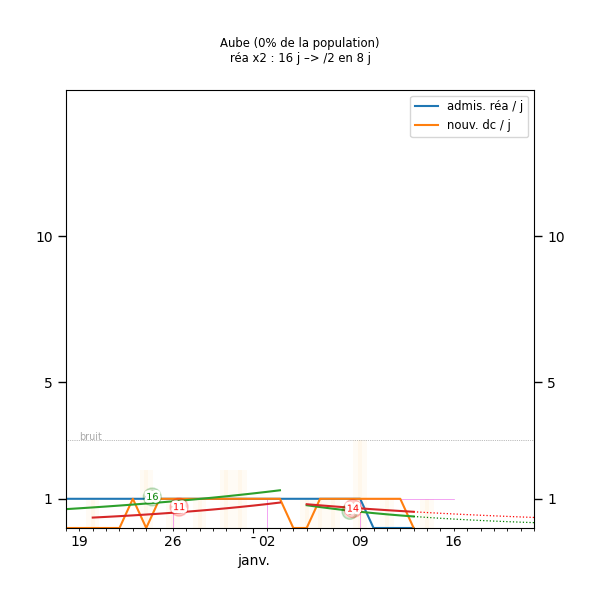 Aube (0% de la population)
réa x2 : 16 j –> /2 en 8 j
admis. réa / j
nouv. dc / j
10
10
5
5
bruit
16
11
14
1
1
19
26
02
09
16
janv.